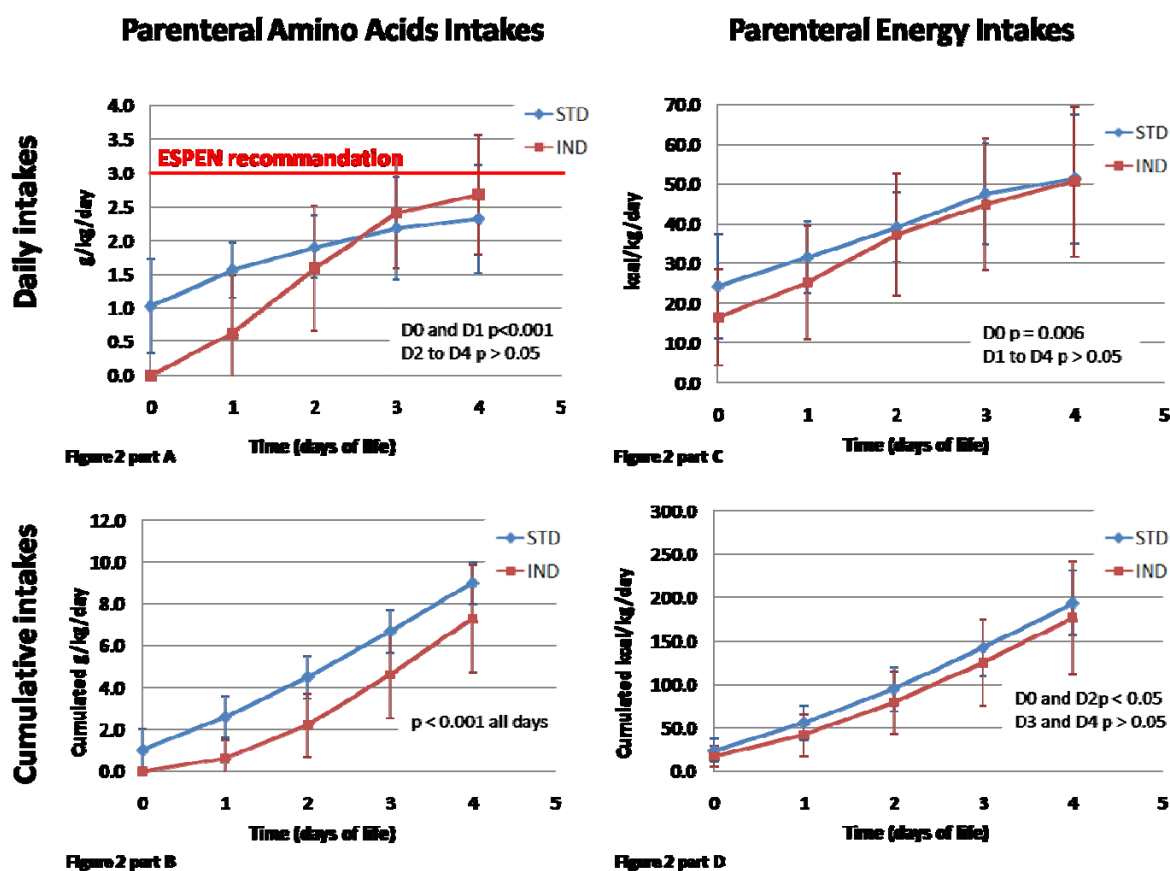 Parenteral Amino Acids Intakes
Parenteral Energy Intakes
Daily intakes
Cumulative intakes
4.0
3.5
3.0
2.5
2.0
1.5
1.0
0.5
0.0
g/kg/day
STD
IND
ESPEN recommandation
D0 and D1 p<0.001
D2 to D4 p > 0.05
0 1 2 3 4 5
Time (days of life)
Figure 2 part A
70.0
60.0
50.0
40.0
30.0
20.0
10.0
0.0
kcal/kg/day
STD
IND
D0 p = 0.006
D1 to D4 p > 0.05
0 1 2 3 4 5
Time (days of life)
Figure 2 part C
12.0
10.0
8.0
6.0
4.0
2.0
0.0
Cumulated g/kg/day
STD
IND
p < 0.001 all days
0 1 2 3 4 5
Time (days of life)
Figure 2 part B
300.0
250.0
200.0
150.0
100.0
50.0
0.0
Cumulated kcal/kg/day
STD
IND
D0 and D2p < 0.05
D3 and D4 p > 0.05
0 1 2 3 4 5
Time (days of life)
Figure 2 part D